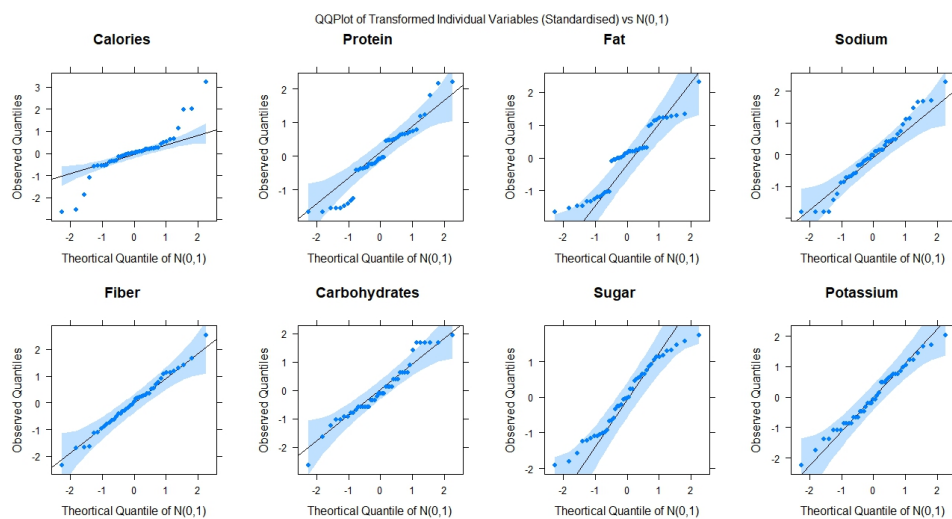 QQPlot of Transformed Individual Variables (Standardised) vs N(0,1)
Calories
Protein
Fat
Sodium
Observed Quantiles
3
2
1
0
-1
-2
-2 -1 0 1 2
Theortical Quantile of N(0,1)
Observed Quantiles
2
1
0
-1
-2 -1 0 1 2
Theortical Quantile of N(0,1)
Observed Quantiles
2
1
0
-1
-2 -1 0 1 2
Theortical Quantile of N(0,1)
Observed Quantiles
2
1
0
-1
-2 -1 0 1 2
Theortical Quantile of N(0,1)
Fiber
Carbohydrates
Sugar
Potassium
Observed Quantiles
2
1
0
-1
-2
-2 -1 0 1 2
Theortical Quantile of N(0,1)
Observed Quantiles
2
1
0
-1
-2
-2 -1 0 1 2
Theortical Quantile of N(0,1)
Observed Quantiles
1
0
-1
-2
-2 -1 0 1 2
Theortical Quantile of N(0,1)
Observed Quantiles
2
1
0
-1
-2
-2 -1 0 1 2
Theortical Quantile of N(0,1)